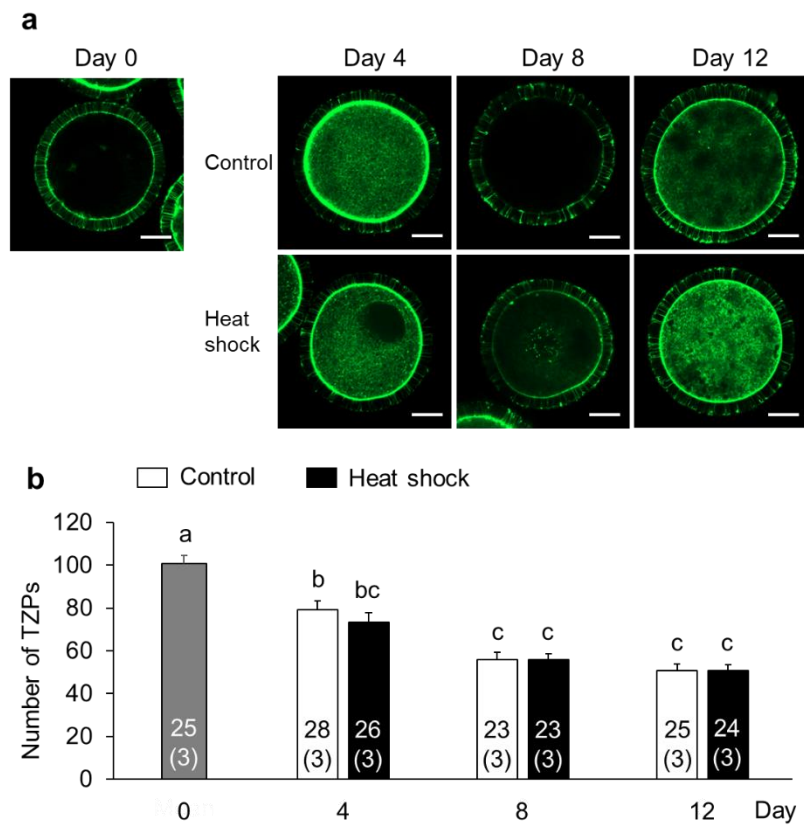 a
Day 0
Day 4
Day 8
Day 12
Control
Heat
shock
b
Control
Heat shock
Number of TZPs
120
100
80
60
40
20
0
a
b
bc
c
c
c
c
25
(3)
28
(3)
26
(3)
23
(3)
23
(3)
25
(3)
24
(3)
0
4
8
12
Day